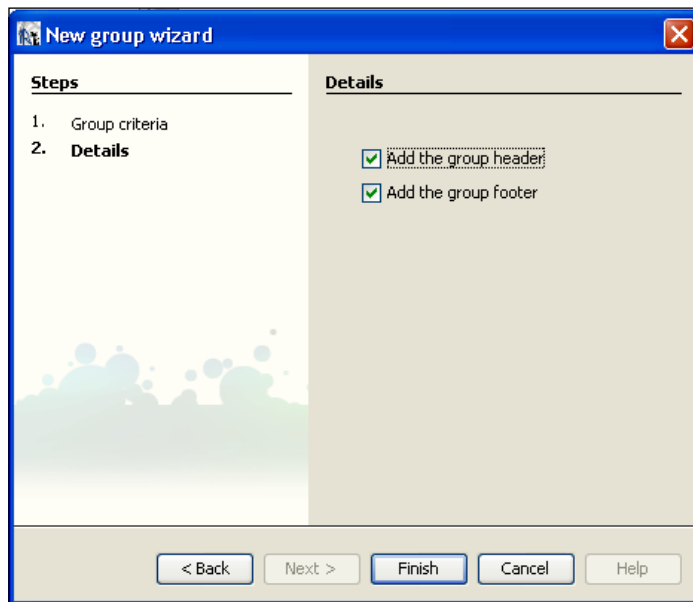 New group wizard
Steps
1. Group criteria
2. Details
Details
Add the group header
Add the group footer
< Back
Next >
Finish
Cancel
Help